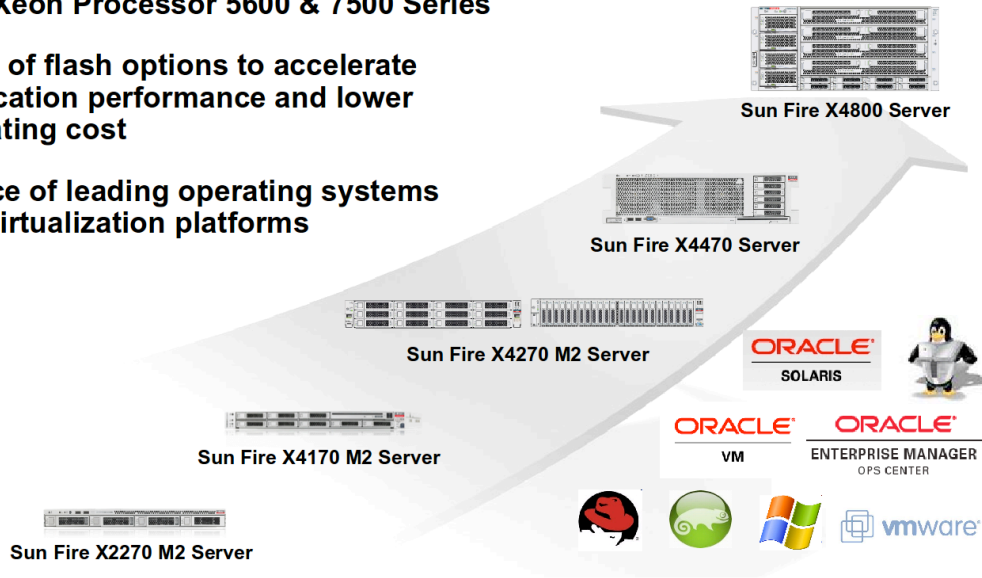 Xeon Processor 5600 & 7500 Series
of flash options to accelerate
cation performance and lower
ating cost
ce of leading operating systems
irtualization platforms
Sun Fire X4800 Server
Sun Fire X4470 Server
Sun Fire X4270 M2 Server
Sun Fire X4170 M2 Server
Sun Fire X2270 M2 Server
ORACLE
SOLARIS
ORACLE
VM
ORACLE
ENTERPRISE MANAGER
OPS CENTER
vmware